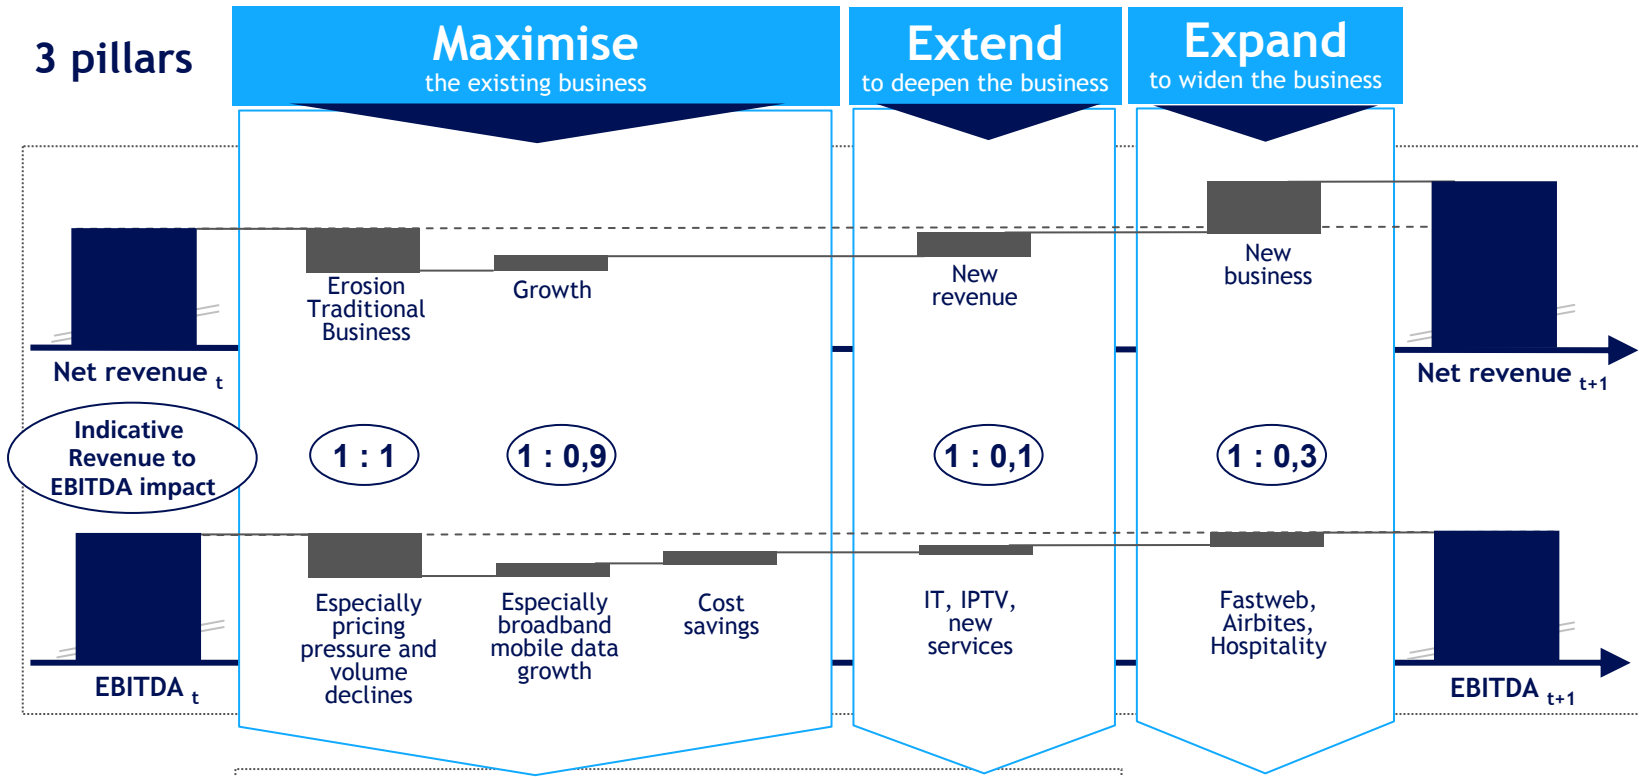 3 pillars
Maximise
the existing business
Extend
to deepen the business
Expand
to widen the business
Erosion
Traditional
Business
Growth
New
revenue
New
business
Net revenue t
Net revenue t+1
Indicative
Revenue to
EBITDA impact
1 : 1
1 : 0,9
1 : 0,1
1 : 0,3
Especially
pricing
pressure and
volume
declines
Especially
broadband
mobile data
growth
Cost
savings
IT, IPTV,
new
services
Fastweb,
Airbites,
Hospitality
EBITDA t
EBITDA t+1